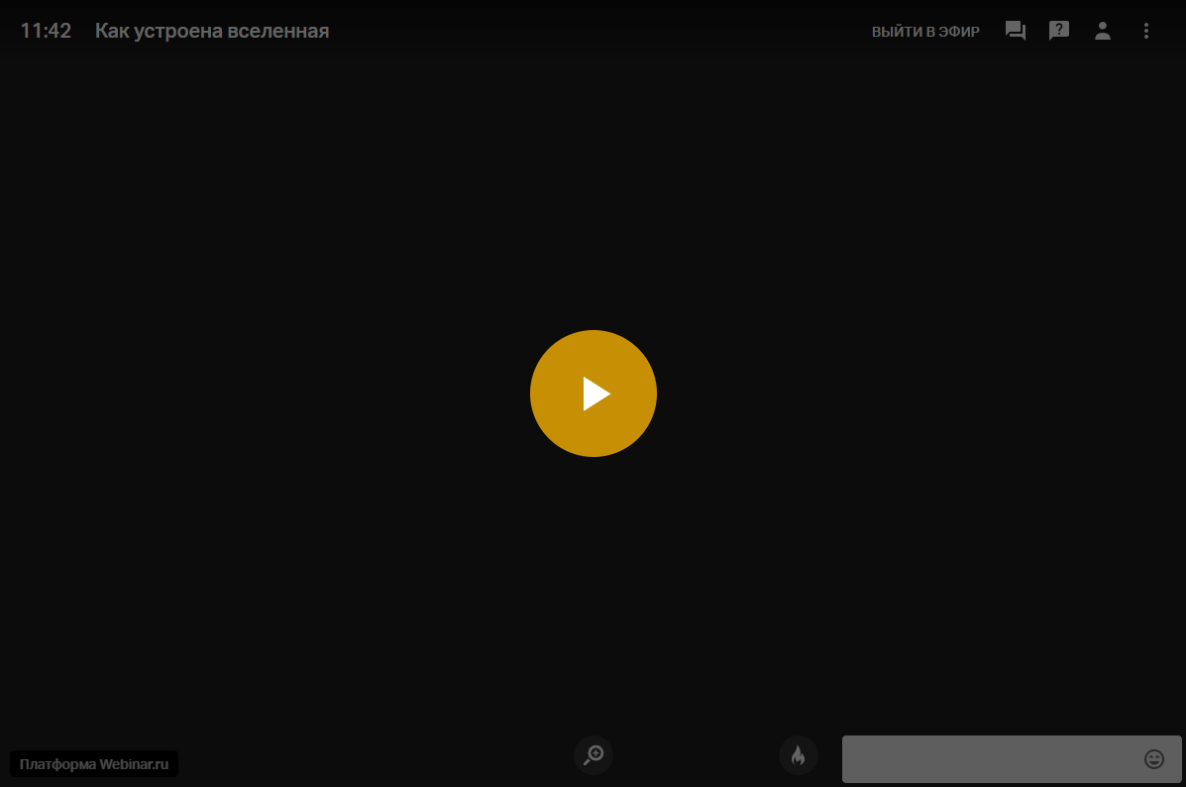 11:42 Как устроена вселенная ВЫЙТИ В ЭФИР
Платформа Webinar.ru